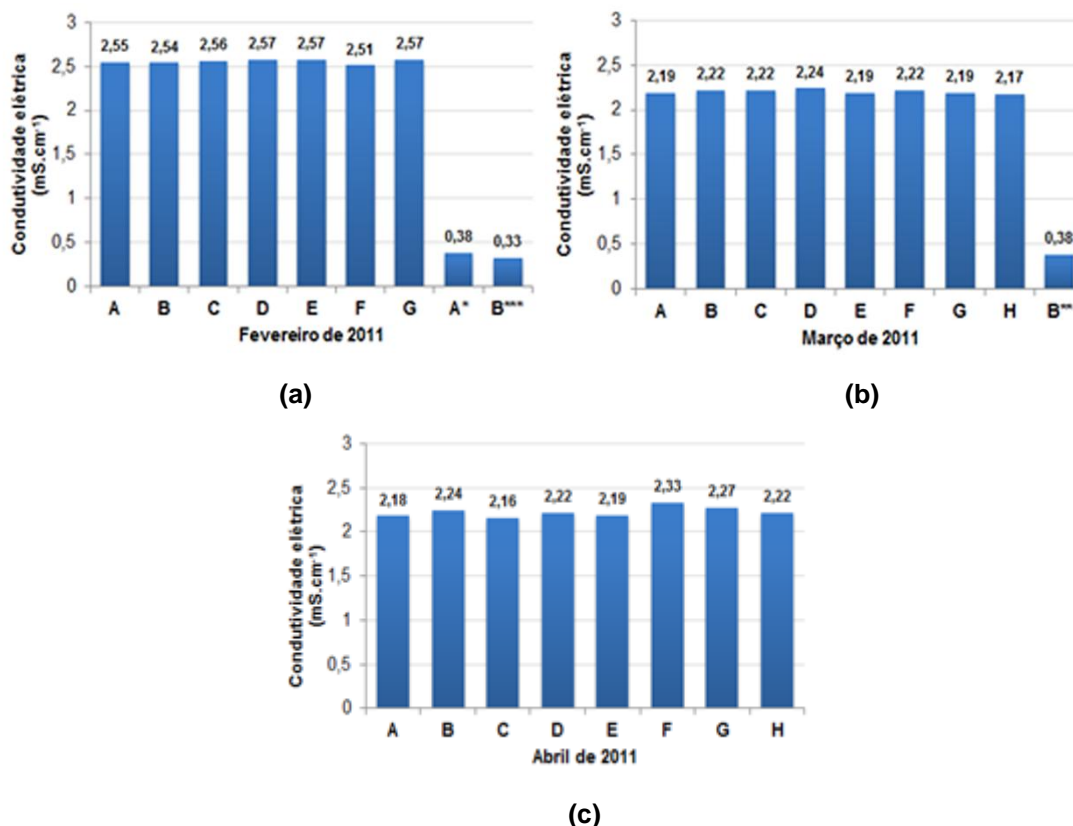 3
2,5
2
1,5
1
0,5
0
Condutividade elétrica
(mS.cm⁻¹)
2,55 2,54 2,56 2,57 2,57 2,51 2,57 0,38 0,33
A B C D E F G A* B***
Fevereiro de 2011
(a)
3
2,5
2
1,5
1
0,5
0
Condutividade elétrica
(mS.cm⁻¹)
2,19 2,22 2,22 2,24 2,19 2,22 2,19 2,17 0,38
A B C D E F G H
Março de 2011
(b)
3
2,5
2
1,5
1
0,5
0
Condutividade elétrica
(mS.cm⁻¹)
2,18 2,24 2,16 2,22 2,19 2,33 2,27 2,22
A B C D E F G H
Abril de 2011
(c)